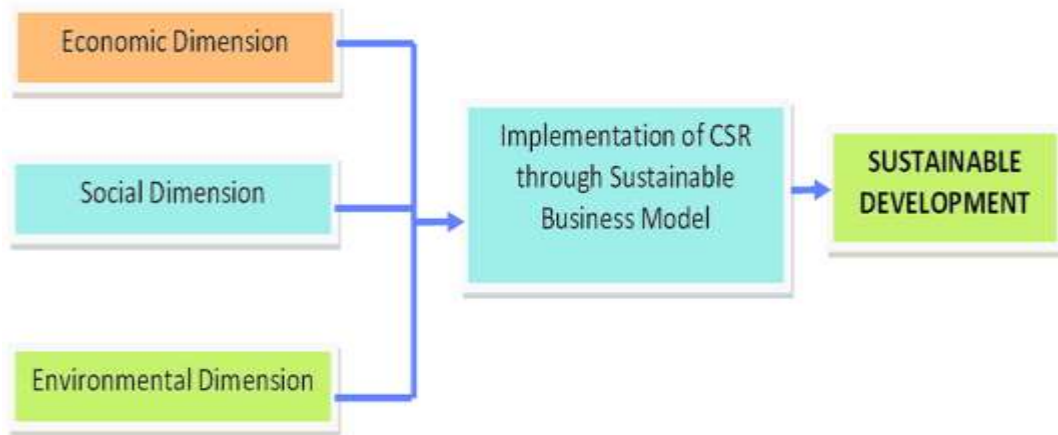 Economic Dimension
Social Dimension
Environmental Dimension
Implementation of CSR
through Sustainable
Business Model
SUSTAINABLE
DEVELOPMENT